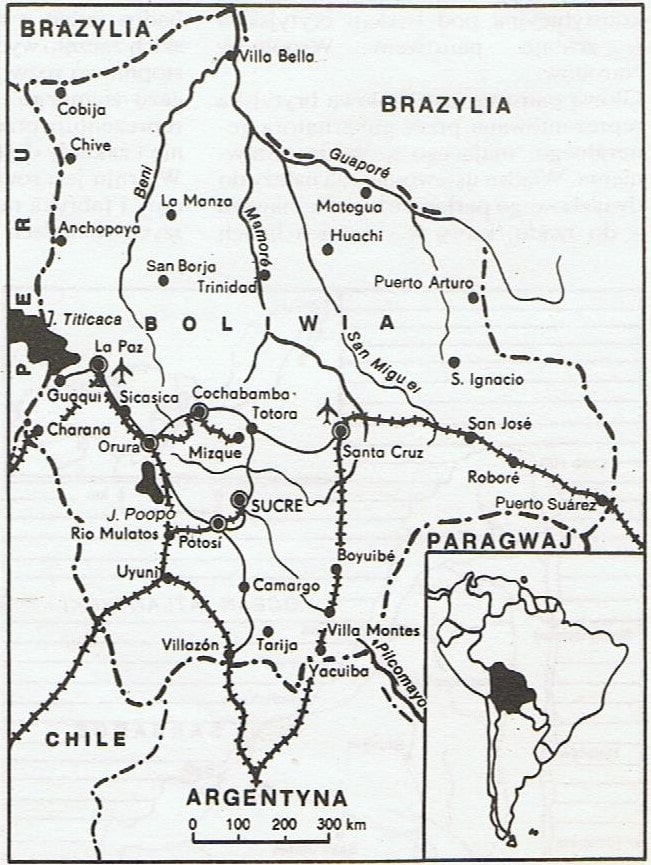 BRAZYLIA
Villa Bella
BRAZYLIA
Cobija
Chive
Beni
Guaporé
La Manza
Mamoré
Mategua
Huachi
Anchopaya
San Borja
Trinidad
Puerto Arturo
PERU
J. Titicaca
BOLIWIA
La Paz
San Miguel
S. Ignacio
Guaqui
Sicasica
Cochabamba
Totora
Charana
Orura
Mizque
Santa Cruz
San José
Roboré
SUCRE
Puerto Suárez
J. Poopó
Rio Mulatos
Potosí
PARAGWAJ
Uyuni
Boyuibé
Camargo
Villazón
Tarija
Villa Montes
Yacuiba
Pilcomayo
CHILE
ARGENTYNA
0 100 200 300 km